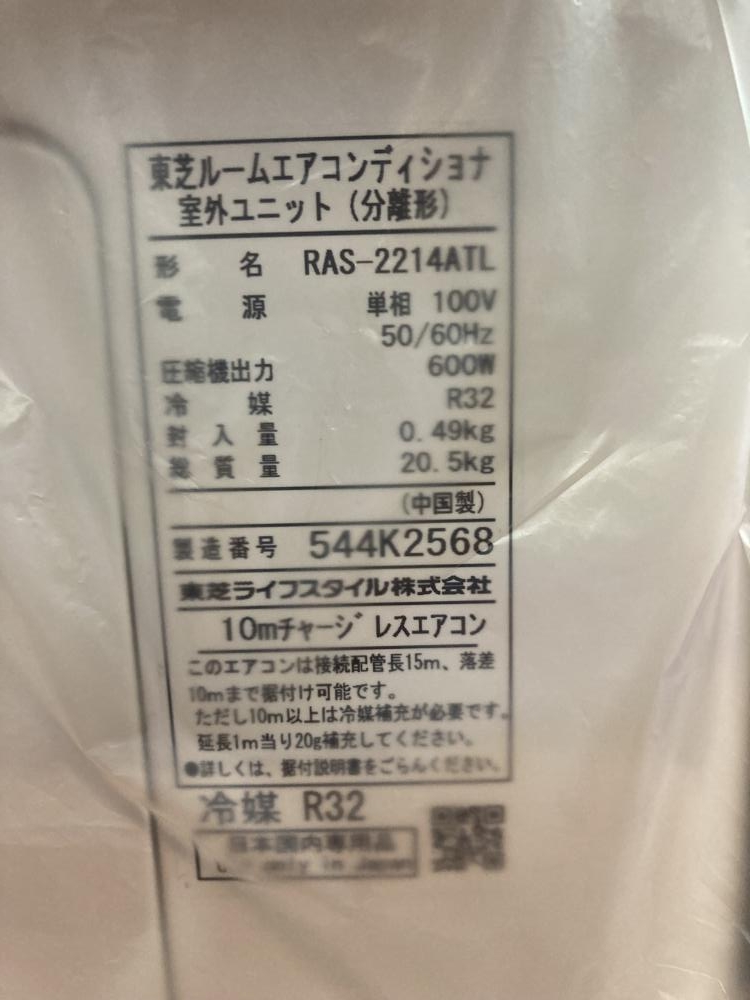 東芝ルームエアコンディショナ
室外ユニット（分離形）
形 名 RAS-2214ATL
電 源 単相 100V
50/60Hz
圧縮機出力 600W
冷 媒 R32
封 入 量 0.49kg
総 質 量 20.5kg
（中国製）
製造番号 544K2568
東芝ライフスタイル株式会社
10mチャージレスエアコン
このエアコンは接続配管長15m、落差
10mまで据付け可能です。
ただし10m以上は冷媒補充が必要です。
延長1m当り20g補充してください。
●詳しくは、据付説明書をごらんください。
冷媒 R32
日本国内専用品
only in Japan